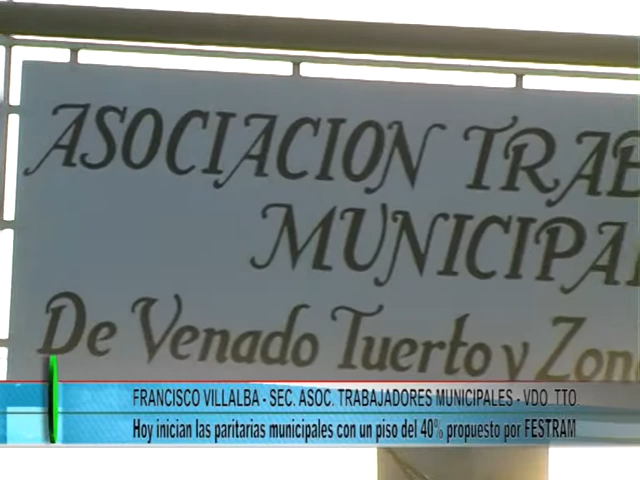 ASOCIACION TRAB
MUNICIPA
De Venado Tuerto y Zon
FRANCISCO VILLALBA - SEC. ASOC. TRABAJADORES MUNICIPALES - VDO. TTO
Hoy inician las paritarias municipales con un piso del 40% propuesto por FESTRAM